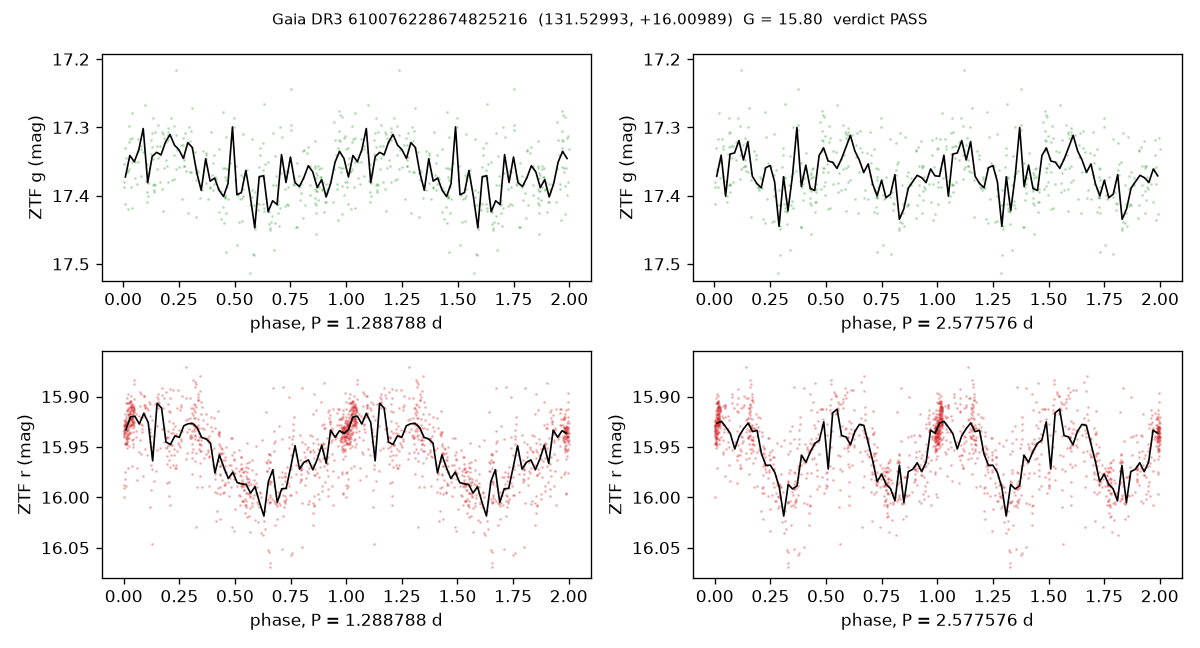 Gaia DR3 610076228674825216 (131.52993, +16.00989) G = 15.80 verdict PASS
17.2
17.3
17.4
17.5
ZTF g (mag)
0.00 0.25 0.50 0.75 1.00 1.25 1.50 1.75 2.00
phase, P = 1.288788 d
17.2
17.3
17.4
17.5
ZTF g (mag)
0.00 0.25 0.50 0.75 1.00 1.25 1.50 1.75 2.00
phase, P = 2.577576 d
15.90
15.95
16.00
16.05
ZTF r (mag)
0.00 0.25 0.50 0.75 1.00 1.25 1.50 1.75 2.00
phase, P = 1.288788 d
15.90
15.95
16.00
16.05
ZTF r (mag)
0.00 0.25 0.50 0.75 1.00 1.25 1.50 1.75 2.00
phase, P = 2.577576 d